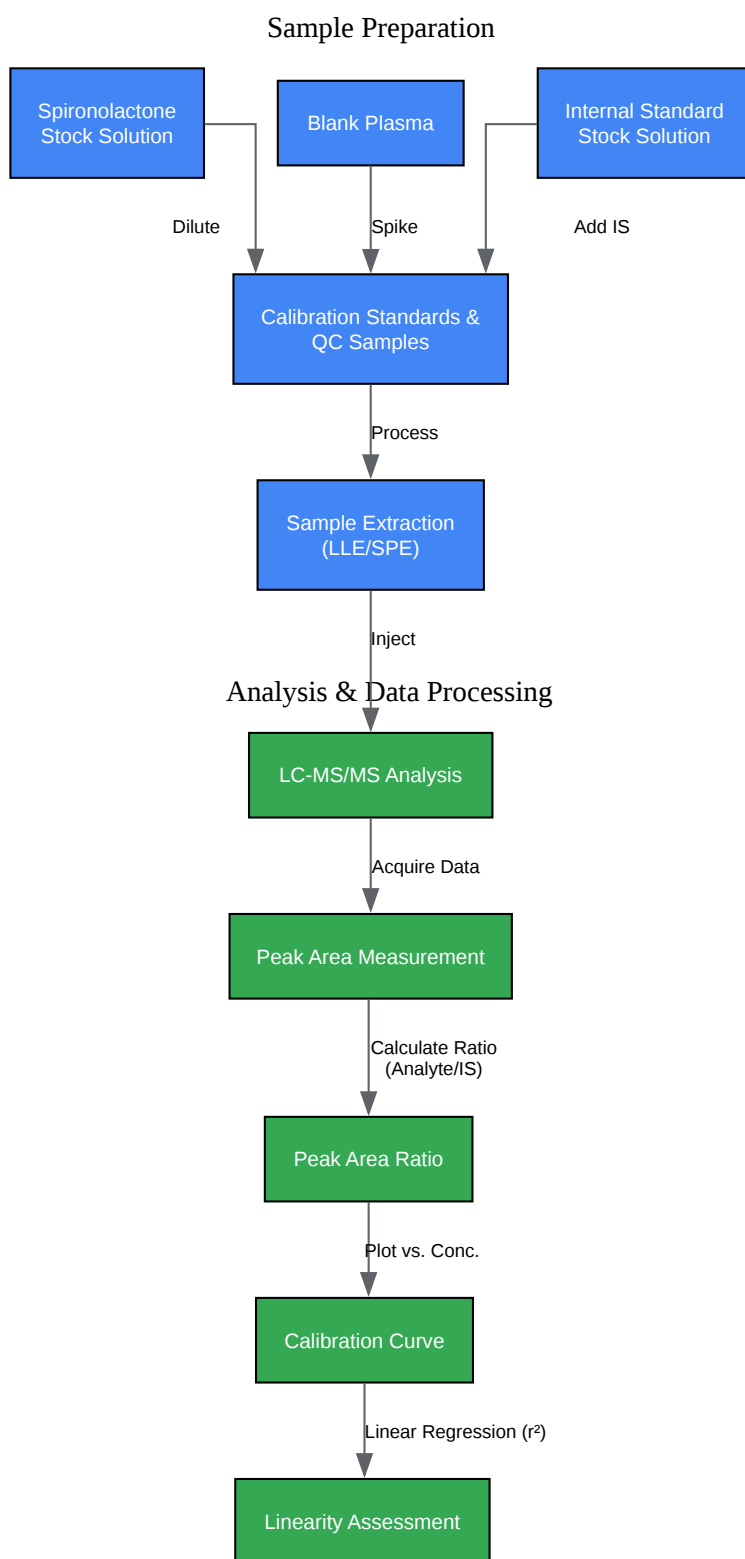 Sample Preparation
Spironolactone
Stock Solution
Blank Plasma
Internal Standard
Stock Solution
Dilute
Spike
Add IS
Calibration Standards &
QC Samples
Process
Sample Extraction
(LLE/SPE)
Inject
Analysis & Data Processing
LC-MS/MS Analysis
Acquire Data
Peak Area Measurement
Calculate Ratio
(Analyte/IS)
Peak Area Ratio
Plot vs. Conc.
Calibration Curve
Linear Regression (r²)
Linearity Assessment